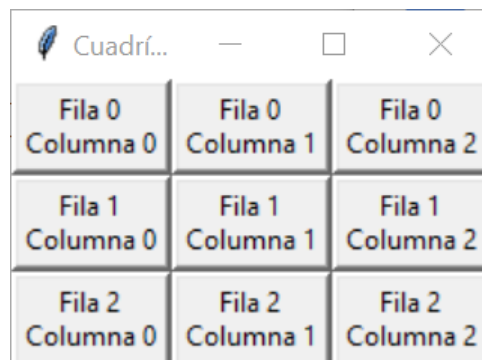 Cuadrí...
Fila 0 Fila 0 Fila 0
Columna 0 Columna 1 Columna 2
Fila 1 Fila 1 Fila 1
Columna 0 Columna 1 Columna 2
Fila 2 Fila 2 Fila 2
Columna 0 Columna 1 Columna 2